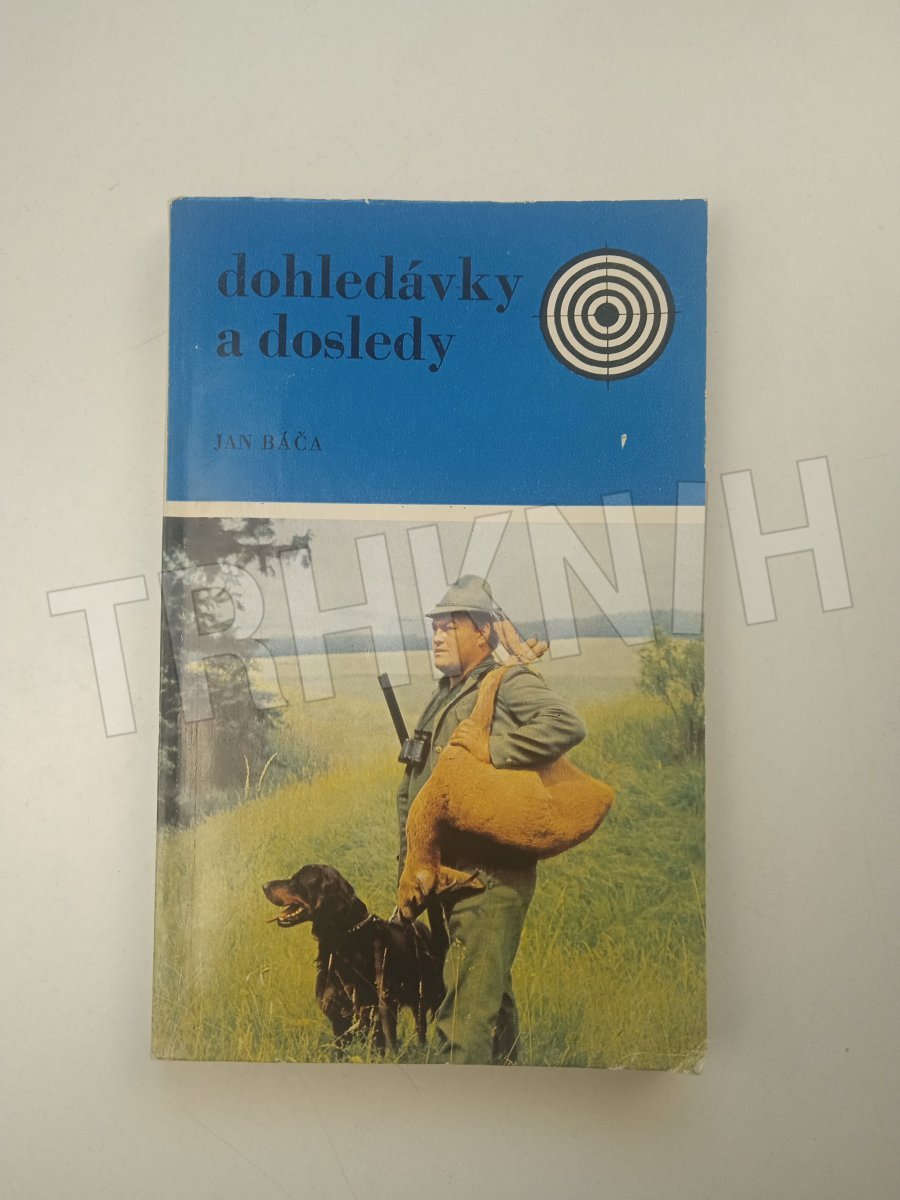 dohledávky
a dosledy
JAN BÁČA
TRHKNIH